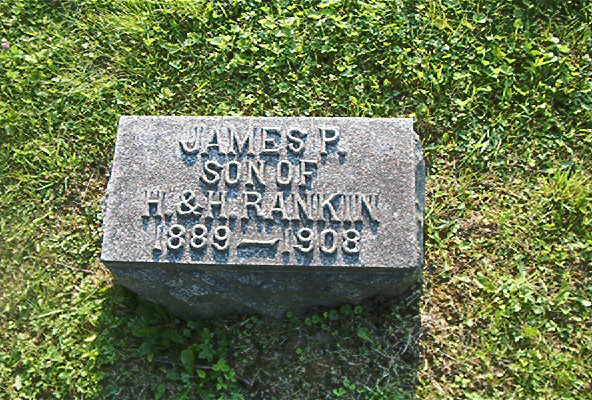 JAMES P.
SON OF
H. & H. RANKIN
1889 — 1908